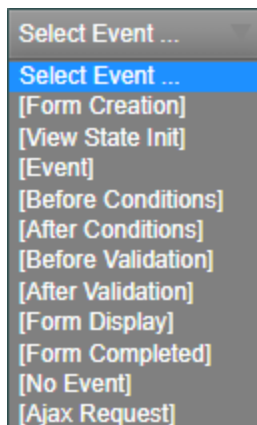 Select Event ...
Select Event ...
[Form Creation]
[View State Init]
[Event]
[Before Conditions]
[After Conditions]
[Before Validation]
[After Validation]
[Form Display]
[Form Completed]
[No Event]
[Ajax Request]